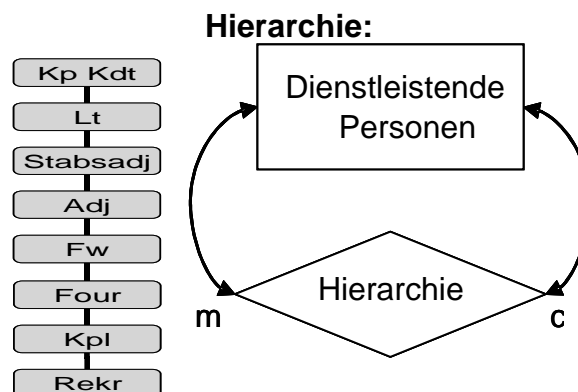 Hierarchie:
Kp Kdt
Lt
Stabsadj
Adj
Fw
Four
Kpl
Rekr
Dienstleistende
Personen
Hierarchie
m
c